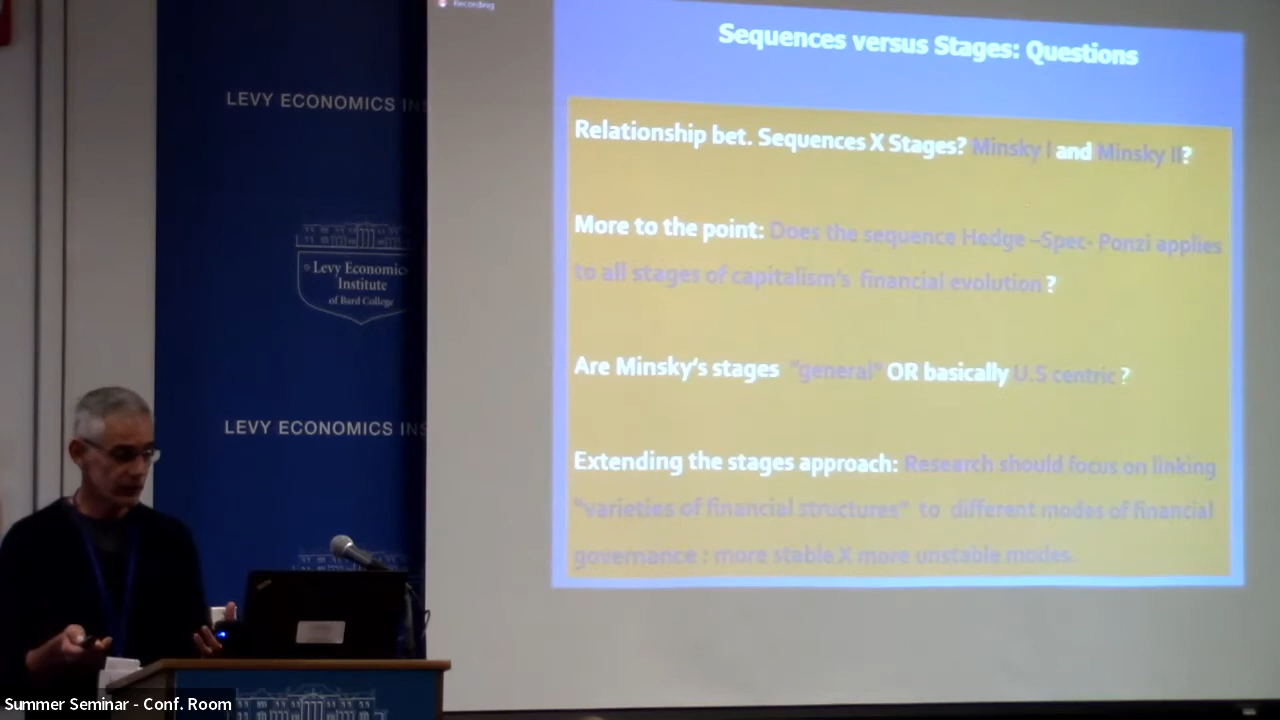 Recording
Sequences versus Stages: Questions
LEVY ECONOMICS IN
Relationship bet. Sequences X Stages? Minsky I and Minsky II?
More to the point: Does the sequence Hedge –Spec- Ponzi applies
to all stages of capitalism's financial evolution ?
Levy Economics
Institute
of Bard College
Are Minsky's stages "general" OR basically U.S centric ?
LEVY ECONOMICS INS
Extending the stages approach: Research should focus on linking
"varieties of financial structures" to different modes of financial
governance : more stable X more unstable modes.
Summer Seminar - Conf. Room